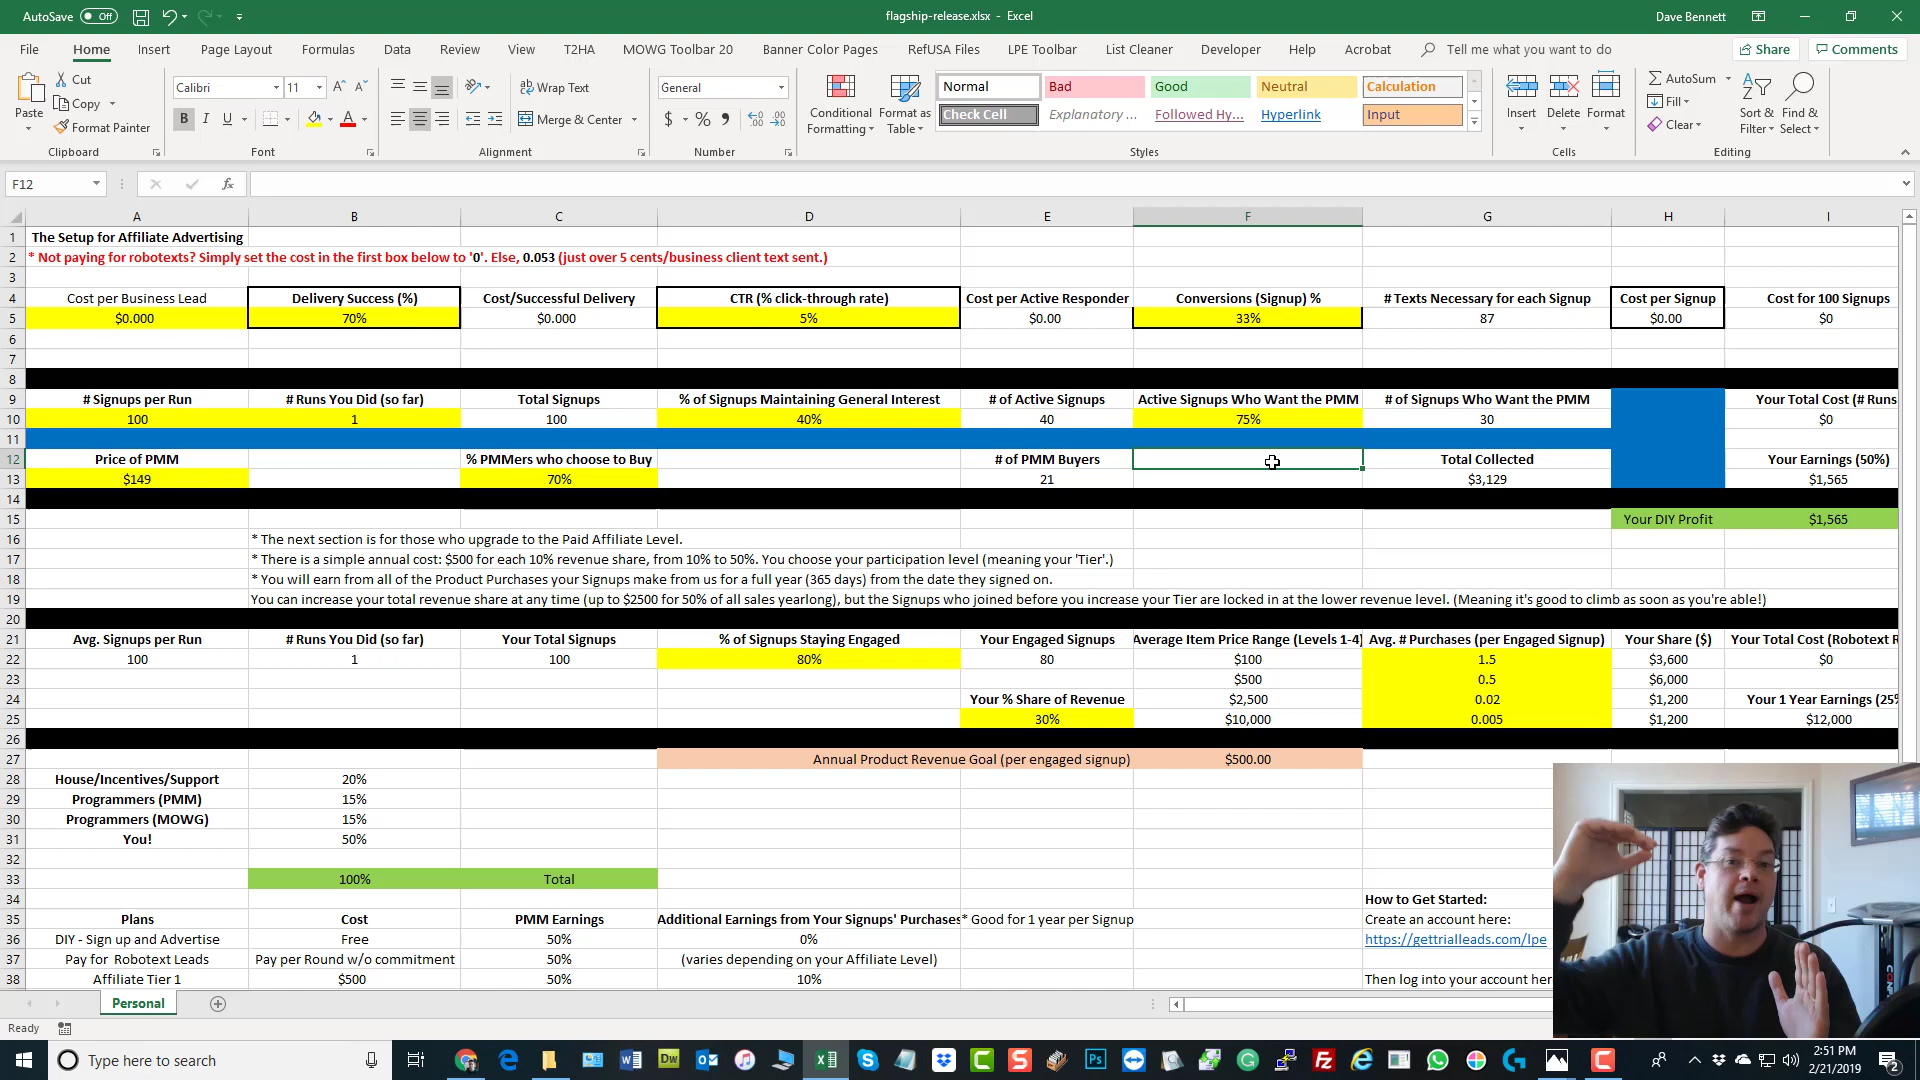 AutoSave Off flagship-release.xlsx - Excel Dave Bennett
File Home Insert Page Layout Formulas Data Review View T2HA MOWG Toolbar 20 Banner Color Pages RefUSA Files LPE Toolbar List Cleaner Developer Help Acrobat Tell me what you want to do Share Comments
Paste Cut Copy Format Painter Clipboard
Calibri 11 B I U Font
Wrap Text Merge & Center Alignment
General $ % Number
Conditional Formatting Format as Table
Normal Bad Good Neutral Calculation
Check Cell Explanatory ... Followed Hy... Hyperlink Input
Styles
Insert Delete Format Cells
AutoSum Fill Clear Sort & Filter Find & Select Editing
F12 fx
A B C D E F G H I
1 The Setup for Affiliate Advertising
2 * Not paying for robotexts? Simply set the cost in the first box below to '0'. Else, 0.053 (just over 5 cents/business client text sent.)
3
4 Cost per Business Lead Delivery Success (%) Cost/Successful Delivery CTR (% click-through rate) Cost per Active Responder Conversions (Signup) % # Texts Necessary for each Signup Cost per Signup Cost for 100 Signups
5 $0.000 70% $0.000 5% $0.00 33% 87 $0.00 $0
6
7
8
9 # Signups per Run # Runs You Did (so far) Total Signups % of Signups Maintaining General Interest # of Active Signups Active Signups Who Want the PMM # of Signups Who Want the PMM Your Total Cost (# Runs
10 100 1 100 40% 40 75% 30 $0
11
12 Price of PMM % PMMers who choose to Buy # of PMM Buyers Total Collected Your Earnings (50%)
13 $149 70% 21 $3,129 $1,565
14
15 Your DIY Profit $1,565
16 * The next section is for those who upgrade to the Paid Affiliate Level.
17 * There is a simple annual cost: $500 for each 10% revenue share, from 10% to 50%. You choose your participation level (meaning your 'Tier'.)
18 * You will earn from all of the Product Purchases your Signups make from us for a full year (365 days) from the date they signed on.
19 You can increase your total revenue share at any time (up to $2500 for 50% of all sales yearlong), but the Signups who joined before you increase your Tier are locked in at the lower revenue level. (Meaning it's good to climb as soon as you're able!)
20
21 Avg. Signups per Run # Runs You Did (so far) Your Total Signups % of Signups Staying Engaged Your Engaged Signups Average Item Price Range (Levels 1-4) Avg. # Purchases (per Engaged Signup) Your Share ($) Your Total Cost (Robotext R
22 100 1 100 80% 80 $100 1.5 $3,600 $0
23 $500 0.5 $6,000
24 Your % Share of Revenue $2,500 0.02 $1,200 Your 1 Year Earnings (25%
25 30% $10,000 0.005 $1,200 $12,000
26
27 Annual Product Revenue Goal (per engaged signup) $500.00
28 House/Incentives/Support 20%
29 Programmers (PMM) 15%
30 Programmers (MOWG) 15%
31 You! 50%
32
33 100% Total
34 How to Get Started:
35 Plans Cost PMM Earnings Additional Earnings from Your Signups' Purchases * Good for 1 year per Signup Create an account here:
36 DIY - Sign up and Advertise Free 50% 0% https://gettrialleads.com/lpe
37 Pay for Robotext Leads Pay per Round w/o commitment 50% (varies depending on your Affiliate Level)
38 Affiliate Tier 1 $500 50% 10% Then log into your account her
Personal
Ready
Type here to search
2:51 PM
2/21/2019
2